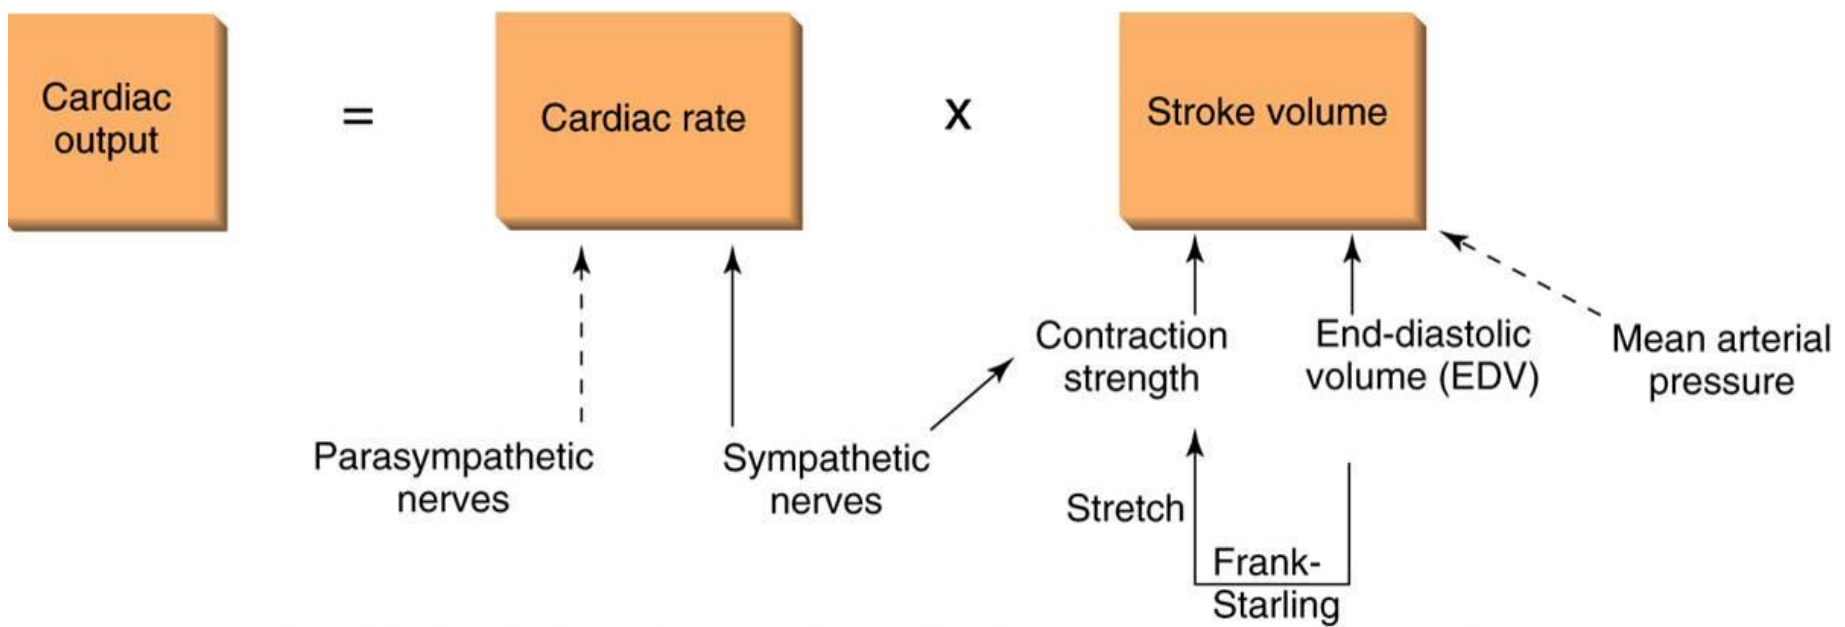 Cardiac
output
=
Cardiac rate
x
Stroke volume
Contraction
strength
End-diastolic
volume (EDV)
Mean arterial
pressure
Parasympathetic
nerves
Sympathetic
nerves
Stretch
Frank-
Starling